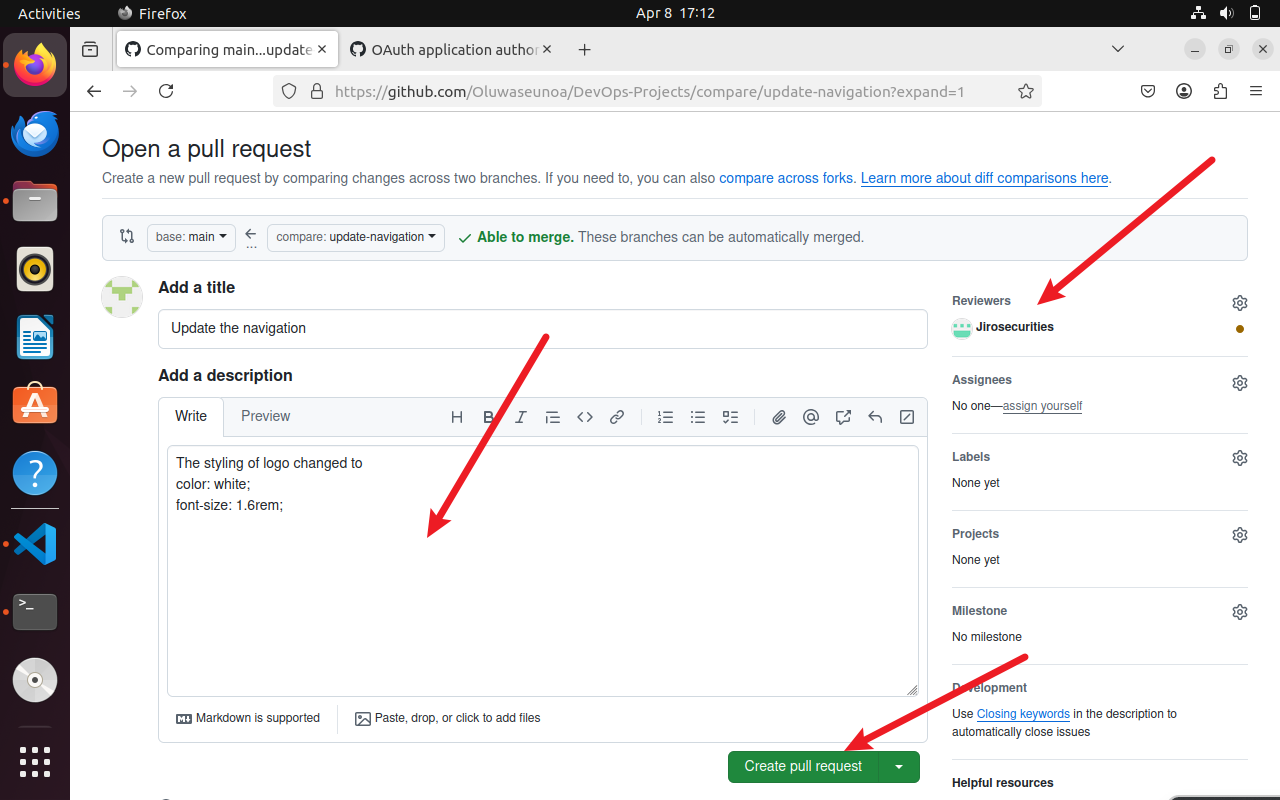 Activities Firefox Apr 8 17:12
Comparing main...update OAuth application author
https://github.com/Oluwaseunoa/DevOps-Projects/compare/update-navigation?expand=1
Open a pull request
Create a new pull request by comparing changes across two branches. If you need to, you can also compare across forks. Learn more about diff comparisons here.
base: main compare: update-navigation Able to merge. These branches can be automatically merged.
Add a title
Update the navigation
Add a description
Write Preview
The styling of logo changed to
color: white;
font-size: 1.6rem;
Markdown is supported Paste, drop, or click to add files
Create pull request
Reviewers
Jirosecurities
Assignees
No one—assign yourself
Labels
None yet
Projects
None yet
Milestone
No milestone
Development
Use Closing keywords in the description to
automatically close issues
Helpful resources